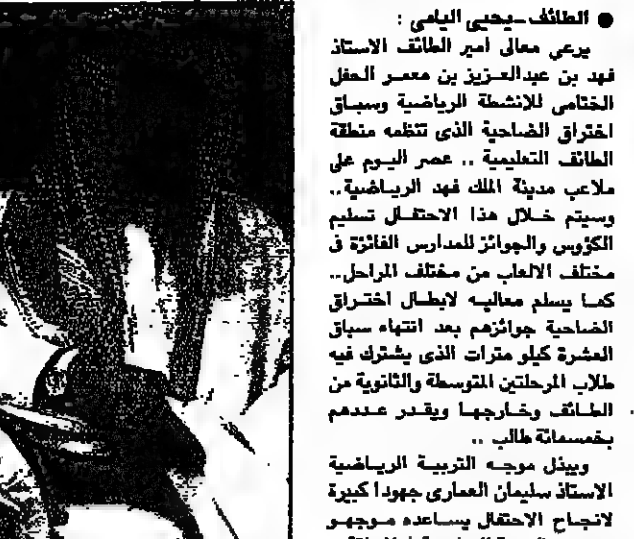 ● الطائف ـ يحيى اليامى :
يرعى معالى امير الطائف الاستاذ
فهد بن عبدالعزيز بن معمر الحفل
الختامى للانشطة الرياضية وسباق
اختراق الضاحية الذى تنظمه منطقة
الطائف التعليمية .. عصر اليوم على
ملاعب مدينة الملك فهد الرياضية..
وسيتم خلال هذا الاحتفال تسليم
الكؤوس والجوائز للمدارس الفائزة فى
مختلف الالعاب من مختلف المراحل..
كما يسلم معاليه لابطال اختراق
الضاحية جوائزهم بعد انتهاء سباق
العشرة كيلو مترات الذى يشترك فيه
طلاب المرحلتين المتوسطة والثانوية من
الطائف وخارجها ويقدر عددهم
بخمسمائة طالب ..
ويبذل موجه التربية الرياضية
الاستاذ سليمان العمارى جهودا كبيرة
لانجاح الاحتفال يساعده موجهو